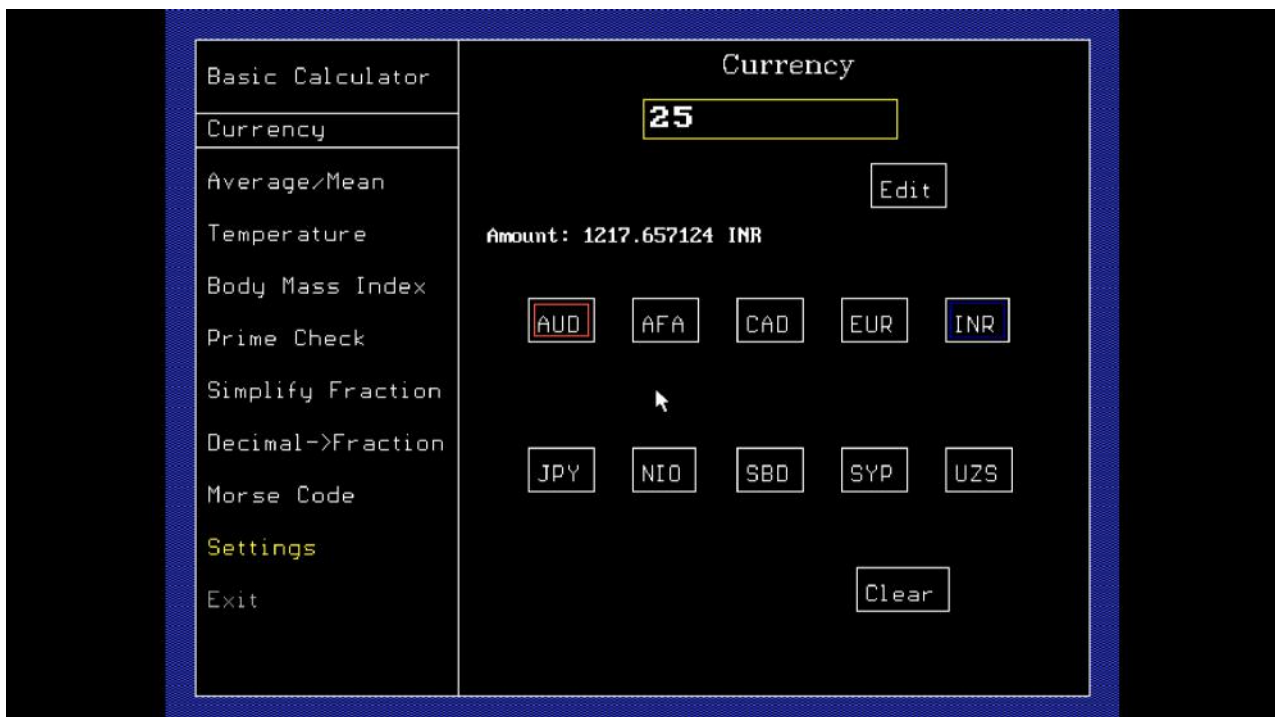 Basic Calculator
Currency
Average/Mean
Temperature
Body Mass Index
Prime Check
Simplify Fraction
Decimal->Fraction
Morse Code
Settings
Exit
Currency
25
Edit
Amount: 1217.657124 INR
AUD AFA CAD EUR INR
JPY NIO SBD SYP UZS
Clear